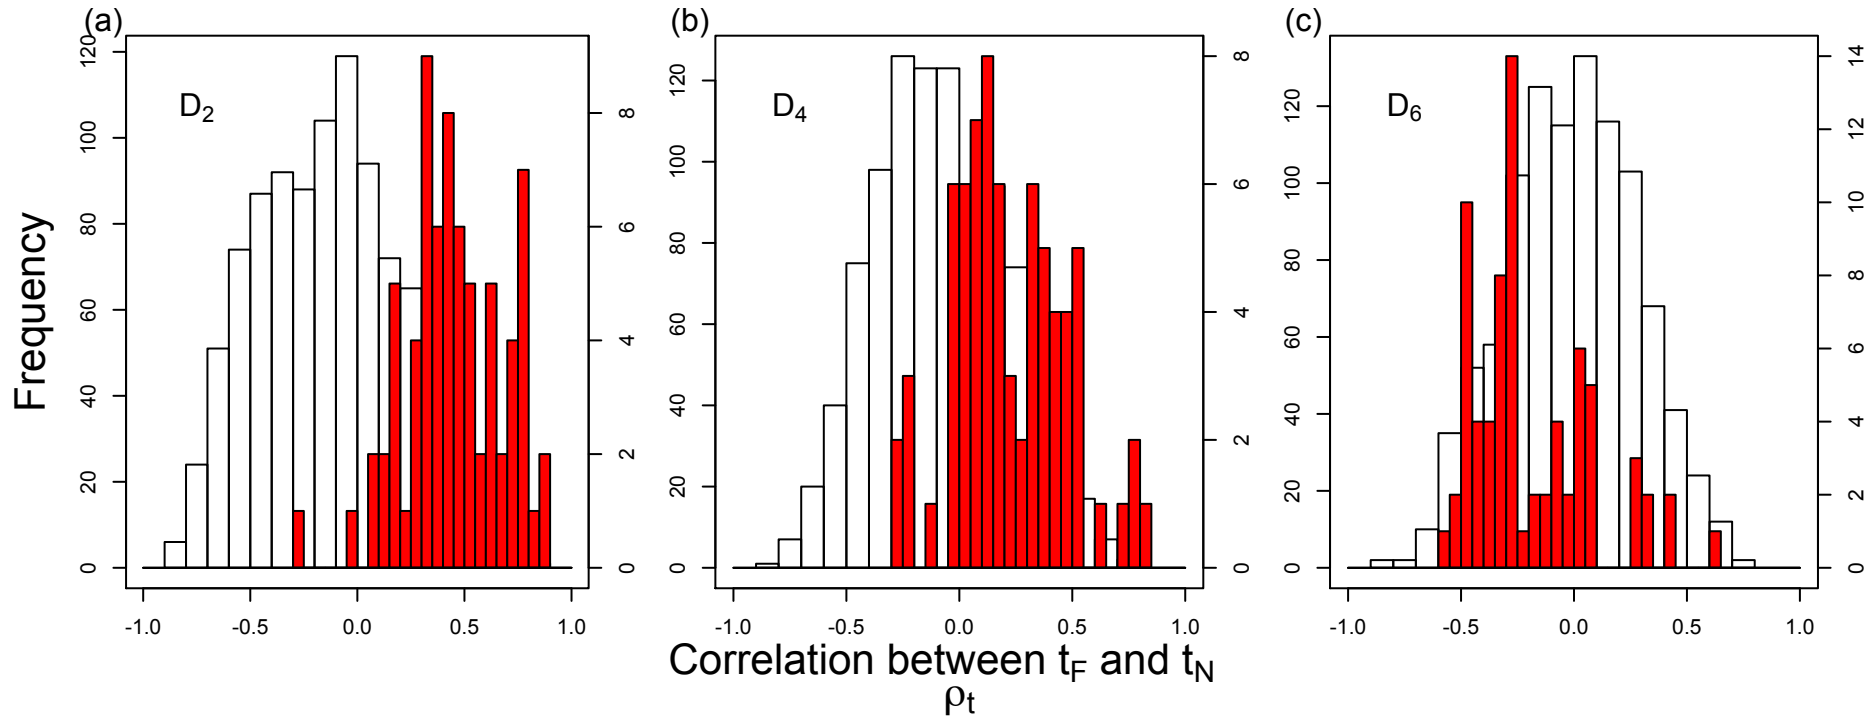 (a)
(b)
(c)
D2
D4
D6
Frequency
0 20 40 60 80 100 120
0 2 4 6 8
-1.0 -0.5 0.0 0.5 1.0
0 20 40 60 80 100 120
0 2 4 6 8
-1.0 -0.5 0.0 0.5 1.0
0 20 40 60 80 100 120
0 2 4 6 8 10 12 14
-1.0 -0.5 0.0 0.5 1.0
Correlation between tF and tN
ρt